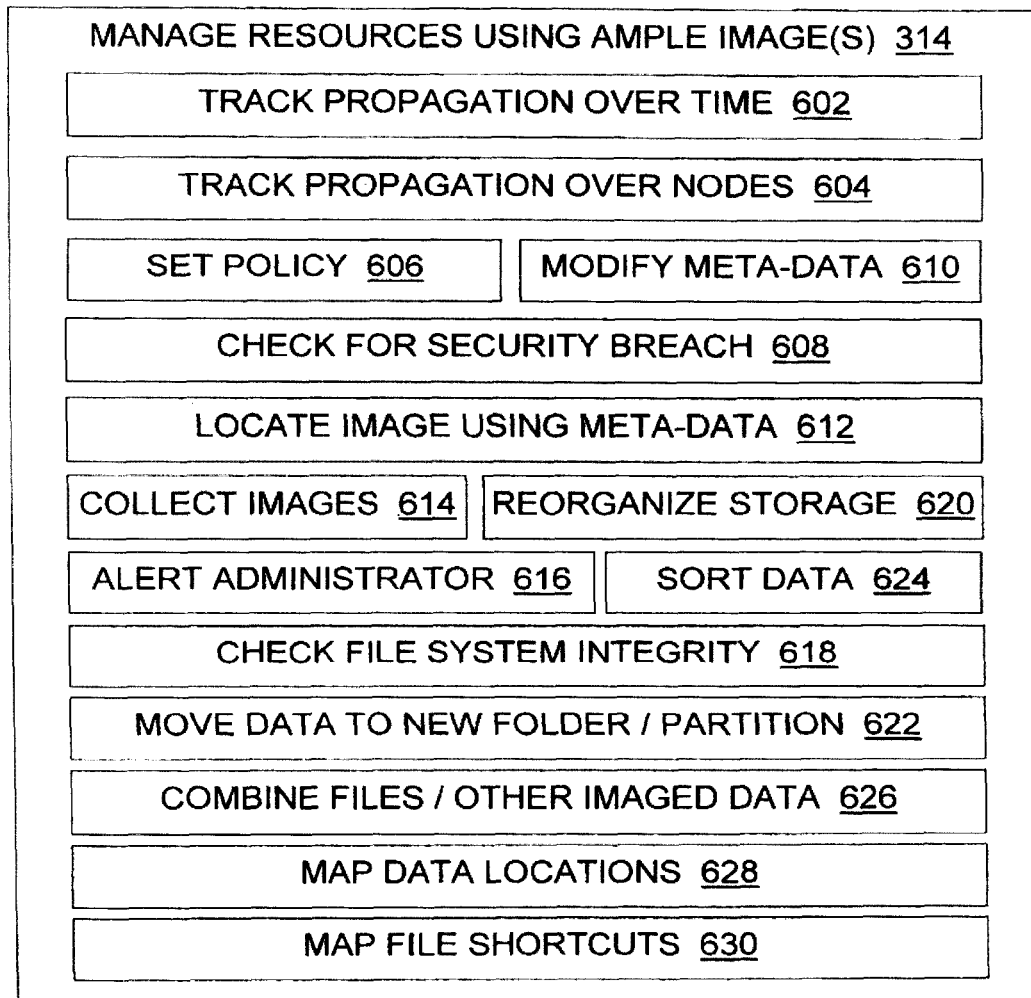 MANAGE RESOURCES USING AMPLE IMAGE(S) 314
TRACK PROPAGATION OVER TIME 602
TRACK PROPAGATION OVER NODES 604
SET POLICY 606 MODIFY META-DATA 610
CHECK FOR SECURITY BREACH 608
LOCATE IMAGE USING META-DATA 612
COLLECT IMAGES 614 REORGANIZE STORAGE 620
ALERT ADMINISTRATOR 616 SORT DATA 624
CHECK FILE SYSTEM INTEGRITY 618
MOVE DATA TO NEW FOLDER / PARTITION 622
COMBINE FILES / OTHER IMAGED DATA 626
MAP DATA LOCATIONS 628
MAP FILE SHORTCUTS 630